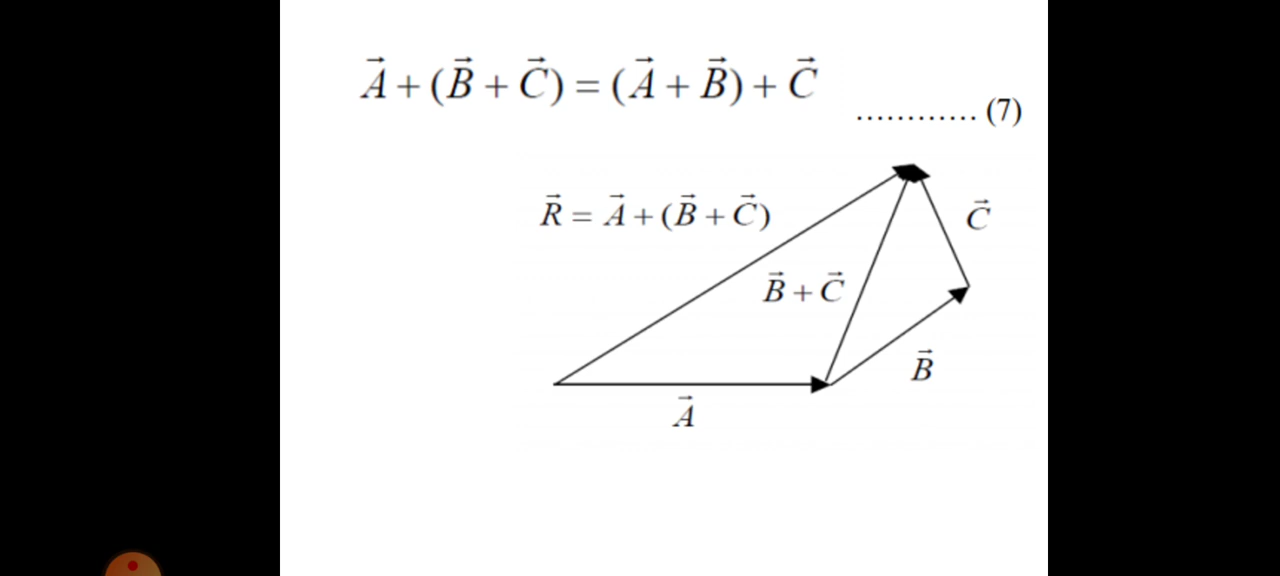 A⃗ + (B⃗ + C⃗) = (A⃗ + B⃗) + C⃗ ............ (7)
R⃗ = A⃗ + (B⃗ + C⃗)
C⃗
B⃗ + C⃗
B⃗
A⃗